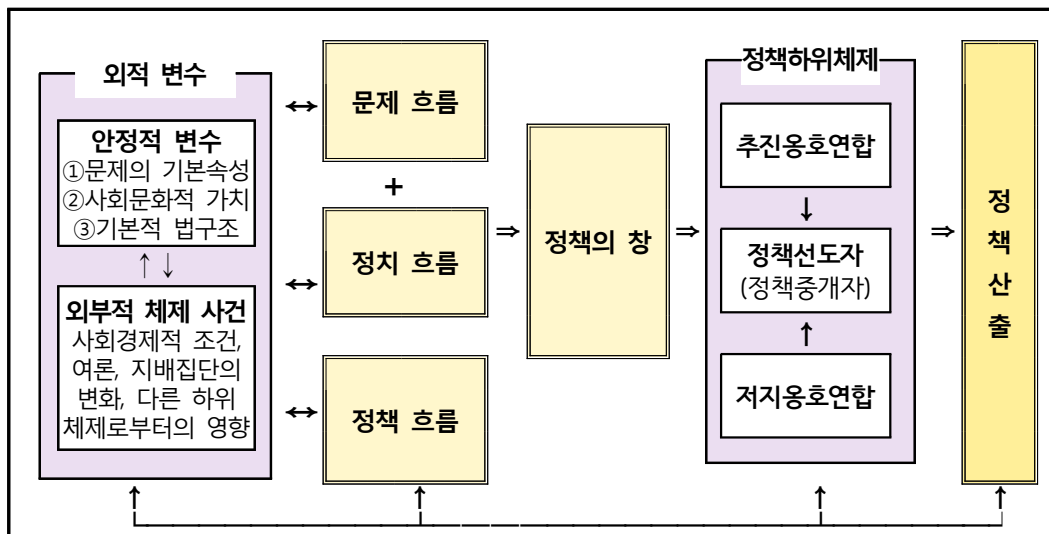 외적 변수
안정적 변수
①문제의 기본속성
②사회문화적 가치
③기본적 법구조
↑↓
외부적 체제 사건
사회경제적 조건,
여론, 지배집단의
변화, 다른 하위
체제로부터의 영향
↔
문제 흐름
+
↔
정치 흐름
↔
정책 흐름
⇒
정책의 창
⇒
정책하위체제
추진옹호연합
↓
정책선도자
(정책중개자)
↑
저지옹호연합
⇒
정
책
산
출